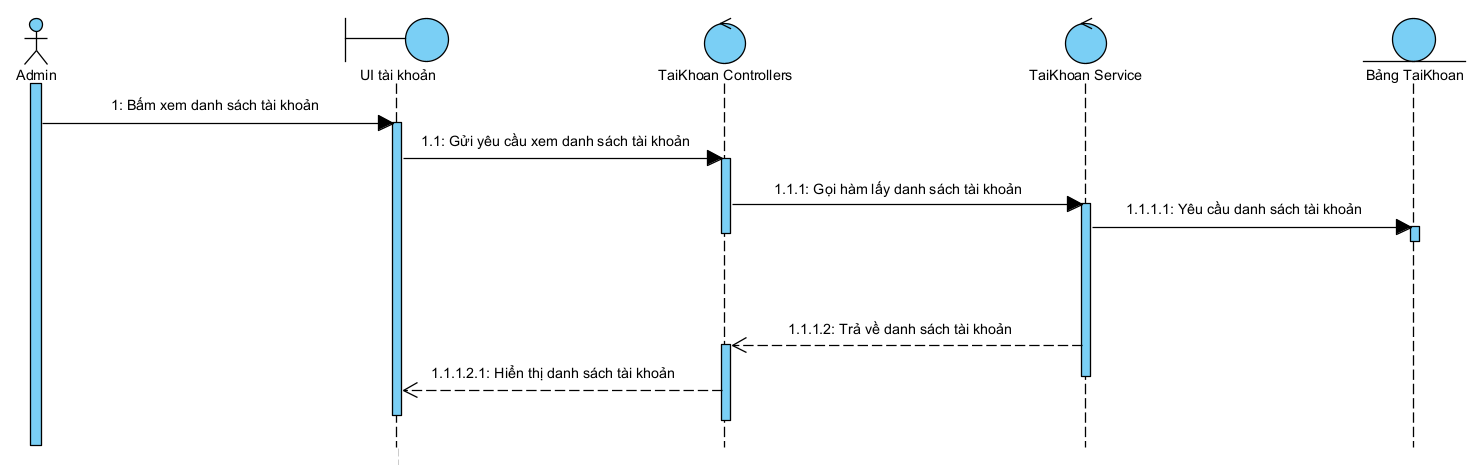 Admin
UI tài khoản
TaiKhoan Controllers
TaiKhoan Service
Bảng TaiKhoan
1: Bấm xem danh sách tài khoản
1.1: Gửi yêu cầu xem danh sách tài khoản
1.1.1: Gọi hàm lấy danh sách tài khoản
1.1.1.1: Yêu cầu danh sách tài khoản
1.1.1.2: Trả về danh sách tài khoản
1.1.1.2.1: Hiển thị danh sách tài khoản